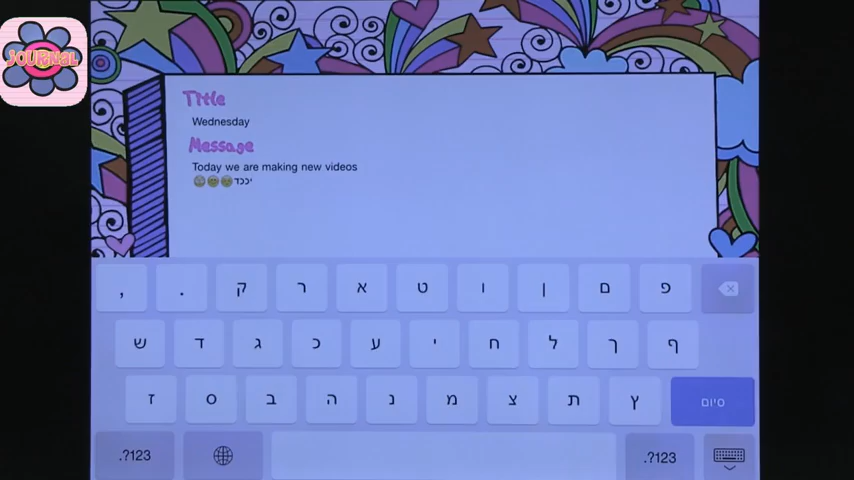 JOURNAL
Title
Wednesday
Message
Today we are making new videos
😊😊😊יככד
, . ק ר א ט ו ן ם פ
ש ד ג כ ע י ח ל ך ף
ז ס ב ה נ מ צ ת ץ סיום
.?123 .?123